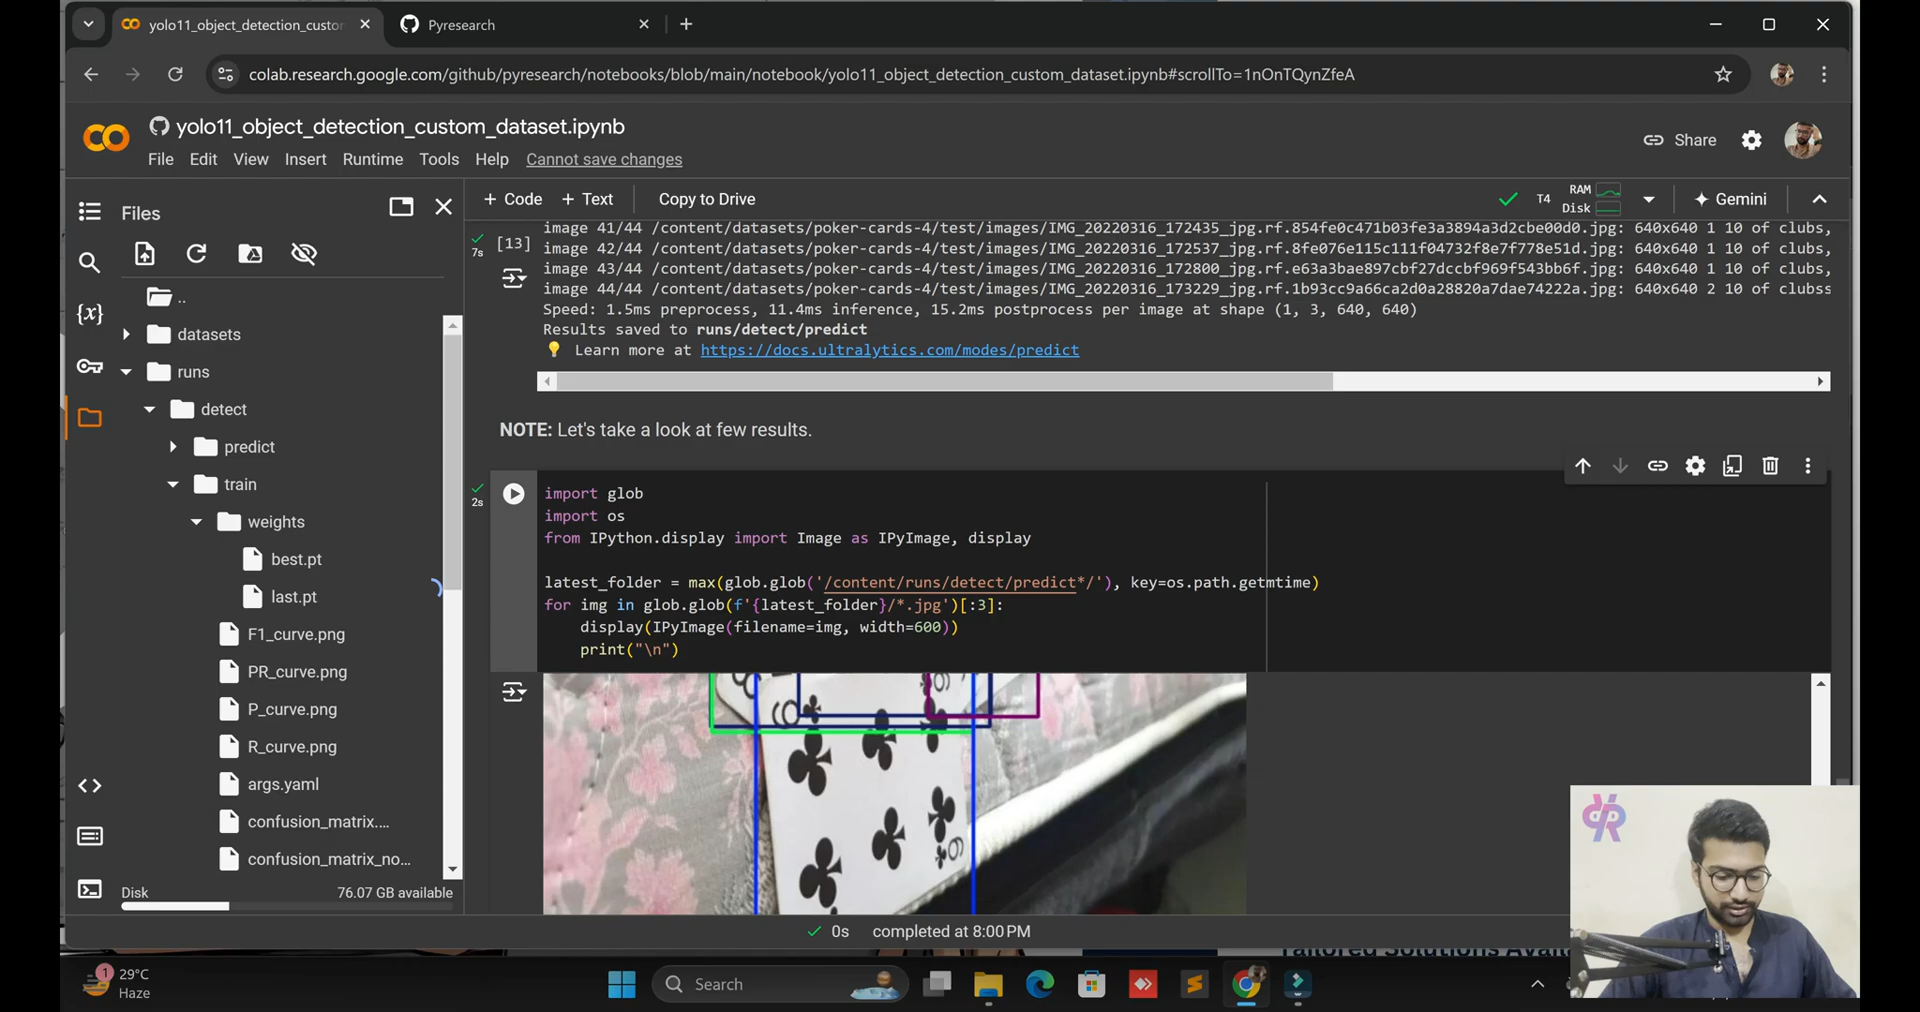 yolo11_object_detection_custom
Pyresearch
colab.research.google.com/github/pyresearch/notebooks/blob/main/notebook/yolo11_object_detection_custom_dataset.ipynb#scrollTo=1nOnTQynZfeA
yolo11_object_detection_custom_dataset.ipynb
File Edit View Insert Runtime Tools Help Cannot save changes
Share
Files
+ Code + Text Copy to Drive
T4 RAM
Disk
Gemini
..
datasets
runs
detect
predict
train
weights
best.pt
last.pt
F1_curve.png
PR_curve.png
P_curve.png
R_curve.png
args.yaml
confusion_matrix....
confusion_matrix_no...
Disk 76.07 GB available
[13]
7s
image 41/44 /content/datasets/poker-cards-4/test/images/IMG_20220316_172435_jpg.rf.854fe0c471b03fe3a3894a3d2cbe00d0.jpg: 640x640 1 10 of clubs,
image 42/44 /content/datasets/poker-cards-4/test/images/IMG_20220316_172537_jpg.rf.8fe076e115c111f04732f8e7f778e51d.jpg: 640x640 1 10 of clubs,
image 43/44 /content/datasets/poker-cards-4/test/images/IMG_20220316_172800_jpg.rf.e63a3bae897cbf27dccbf969f543bb6f.jpg: 640x640 1 10 of clubs,
image 44/44 /content/datasets/poker-cards-4/test/images/IMG_20220316_173229_jpg.rf.1b93cc9a66ca2d0a28820a7dae74222a.jpg: 640x640 2 10 of clubss
Speed: 1.5ms preprocess, 11.4ms inference, 15.2ms postprocess per image at shape (1, 3, 640, 640)
Results saved to runs/detect/predict
Learn more at https://docs.ultralytics.com/modes/predict
NOTE: Let's take a look at few results.
2s
import glob
import os
from IPython.display import Image as IPyImage, display
latest_folder = max(glob.glob('/content/runs/detect/predict*/'), key=os.path.getmtime)
for img in glob.glob(f'{latest_folder}/*.jpg')[:3]:
display(IPyImage(filename=img, width=600))
print("\n")
0s completed at 8:00 PM
1
29°C
Haze
Search